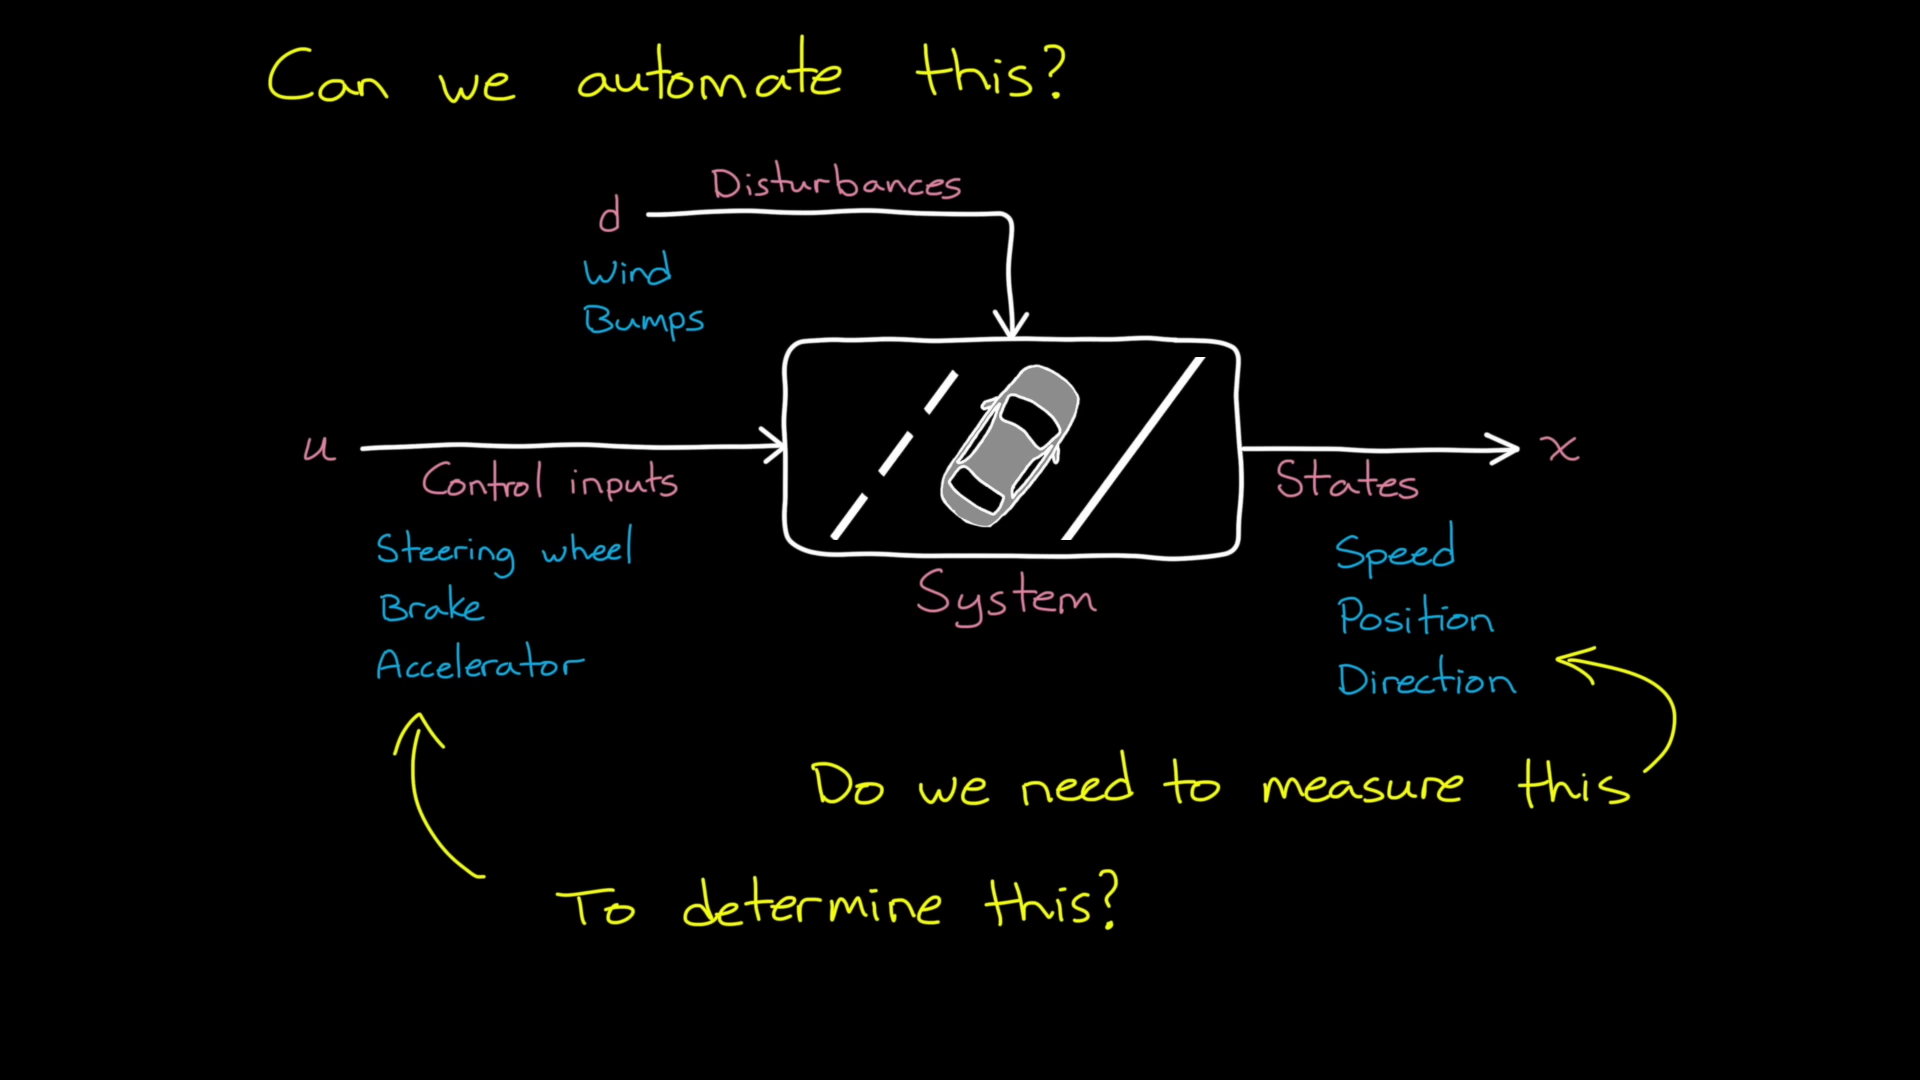 Can we automate this?
Disturbances
d
Wind
Bumps
u
Control inputs
Steering wheel
Brake
Accelerator
System
x
States
Speed
Position
Direction
Do we need to measure this
To determine this?